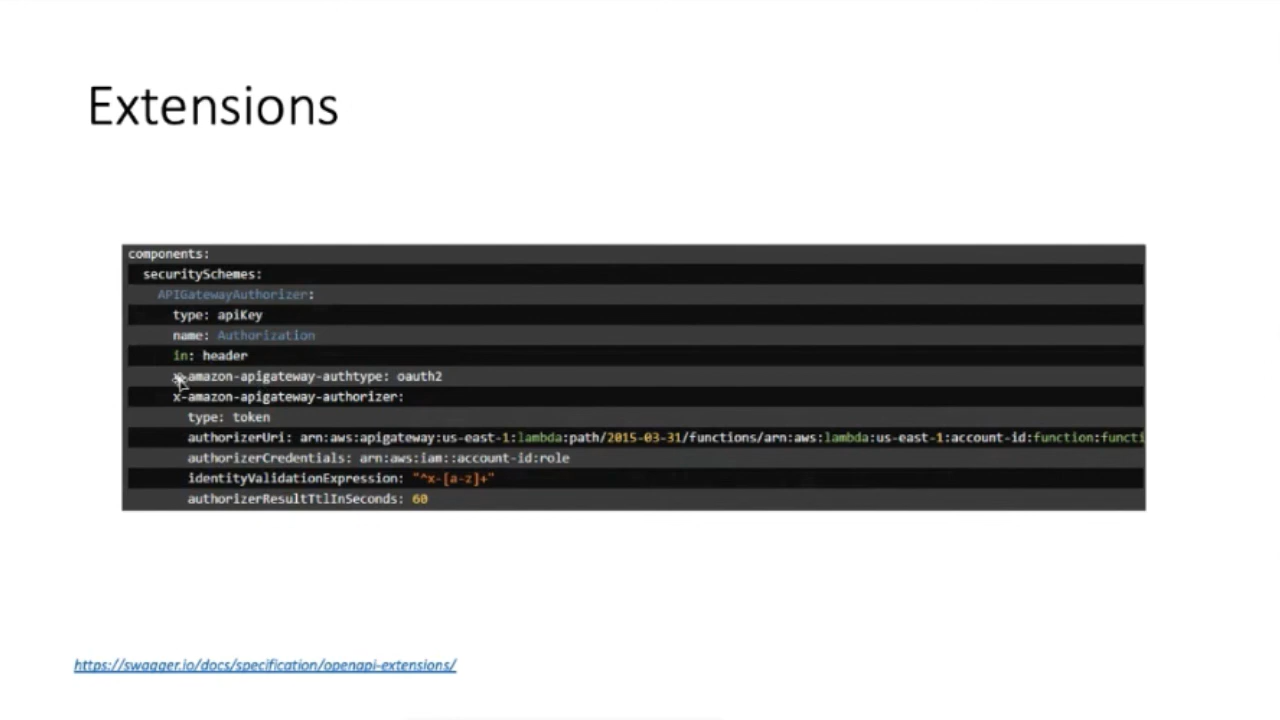 Extensions
components:
securitySchemes:
APIGatewayAuthorizer:
type: apiKey
name: Authorization
in: header
x-amazon-apigateway-authtype: oauth2
x-amazon-apigateway-authorizer:
type: token
authorizerUri: arn:aws:apigateway:us-east-1:lambda:path/2015-03-31/functions/arn:aws:lambda:us-east-1:account-id:function:functi
authorizerCredentials: arn:aws:iam::account-id:role
identityValidationExpression: "^x-[a-z]+"
authorizerResultTtlInSeconds: 60
https://swagger.io/docs/specification/openapi-extensions/